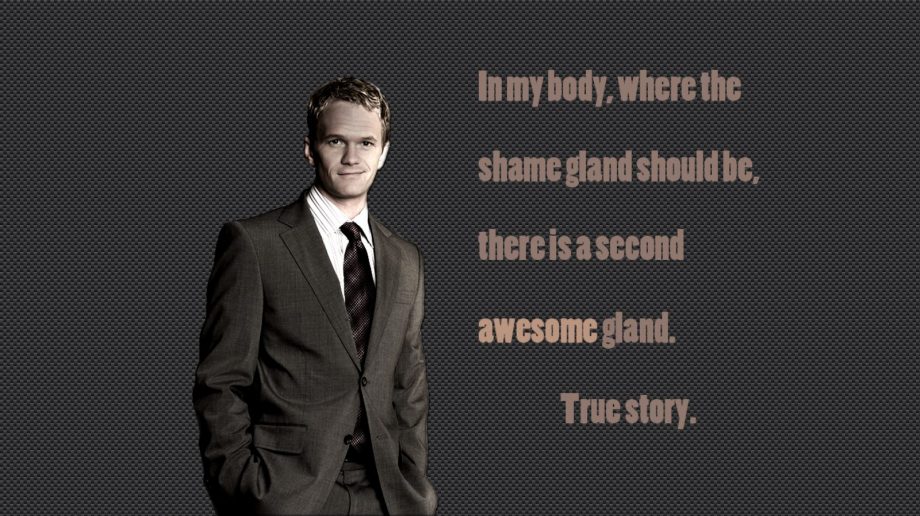 In my body, where the
shame gland should be,
there is a second
awesome gland.
True story.